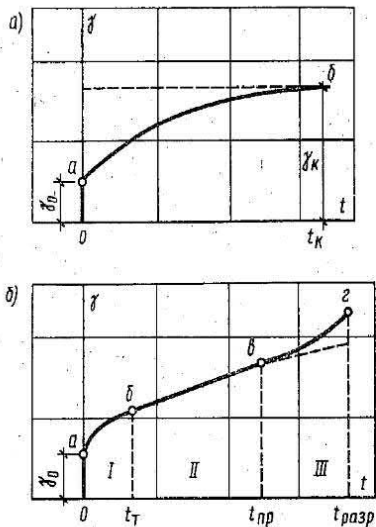 а) γ
б
а
γ₀
γк
t
0
tк
б) γ
г
в
б
а
γ₀
I
II
III
t
0
tт
tпр
tразр